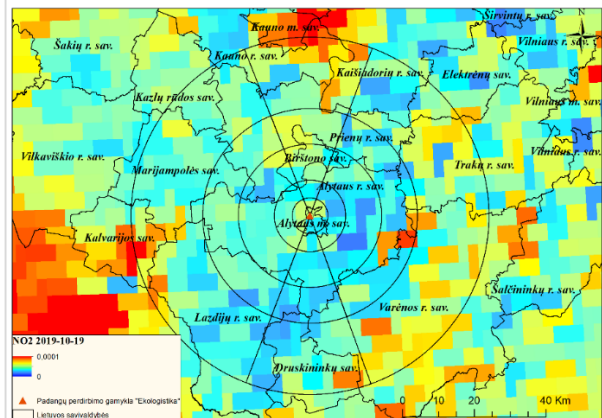 Kauno m. sav.
Širvintų r. sav.
Šakių r. sav.
Vilniaus r. sav.
Kauno r. sav.
Kaišiadorių r. sav.
Elektrėnų sav.
Kazlų rūdos sav.
Vilniaus m. sav.
Prienų r. sav.
Vilkaviškio r. sav.
Birštono sav.
Vilniaus r. sav.
Marijampolės sav.
Trakų r. sav.
Alytaus r. sav.
Alytaus m. sav.
Kalvarijos sav.
Šalčininkų r. sav.
Lazdijų r. sav.
Varėnos r. sav.
NO2 2019-10-19
0.0001
0
Druskininkų sav.
Padangų perdirbimo gamykla "Ekologistika"
0 10 20 40 Km
Lietuvos savivaldybės